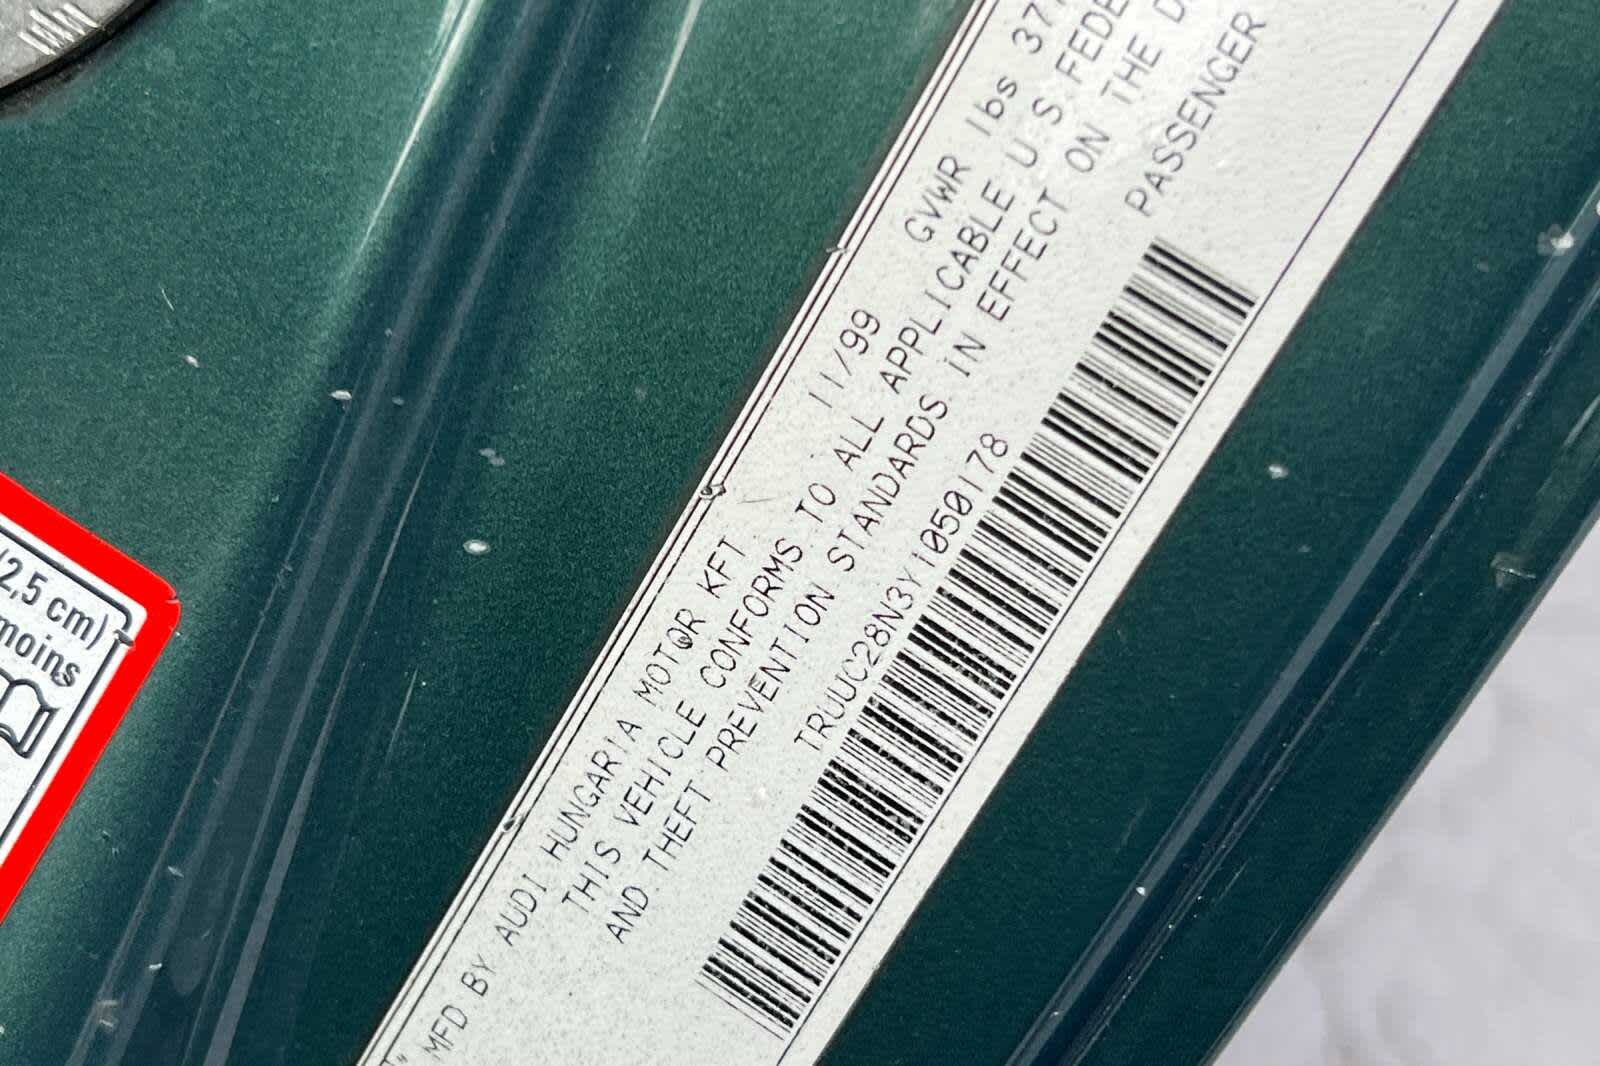 MFD BY AUDI HUNGARIA MOTOR KFT 11/99 GVWR lbs 377
THIS VEHICLE CONFORMS TO ALL APPLICABLE U.S. FEDE
AND THEFT PREVENTION STANDARDS IN EFFECT ON THE D
TRUUC28N3Y1050178 PASSENGER
(2,5 cm)
moins